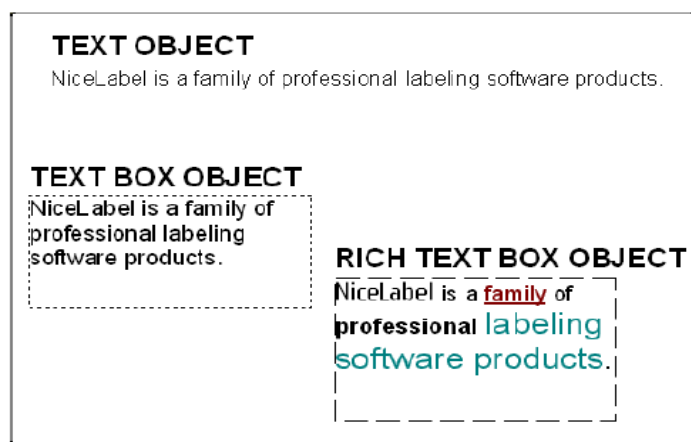 TEXT OBJECT
NiceLabel is a family of professional labeling software products.
TEXT BOX OBJECT
NiceLabel is a family of
professional labeling
software products.
RICH TEXT BOX OBJECT
NiceLabel is a family of
professional labeling
software products.